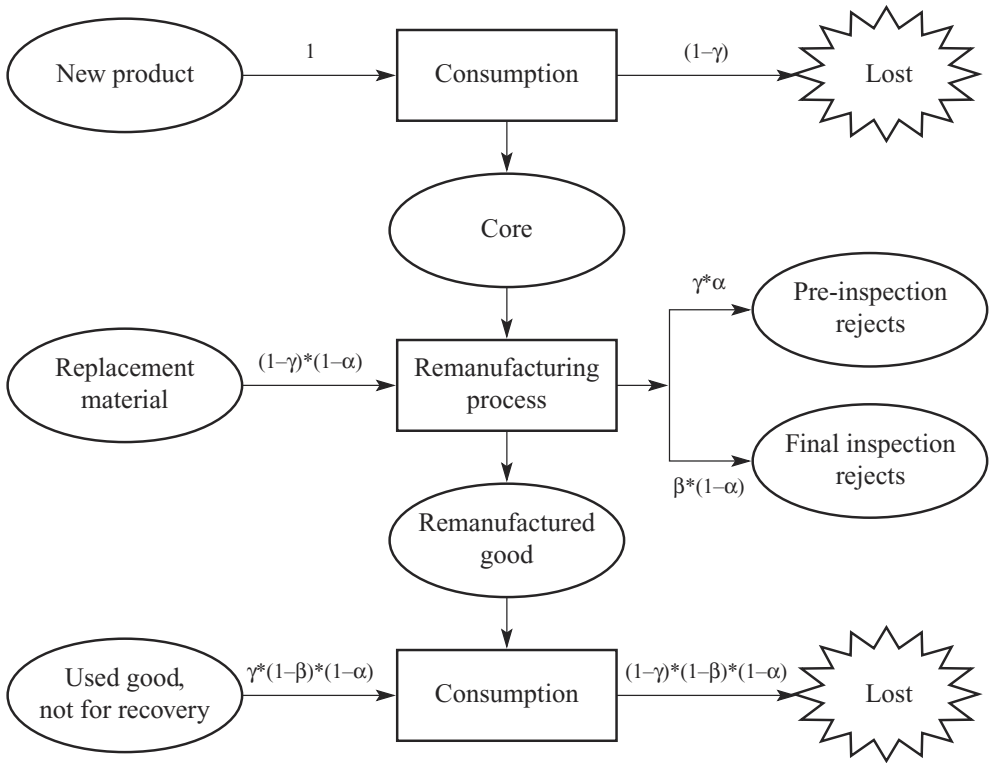 New product
1
Consumption
(1–γ)
Lost
Core
γ*α
Pre-inspection
rejects
Replacement
material
(1–γ)*(1–α)
Remanufacturing
process
Final inspection
rejects
β*(1–α)
Remanufactured
good
Used good,
not for recovery
γ*(1–β)*(1–α)
Consumption
(1–γ)*(1–β)*(1–α)
Lost